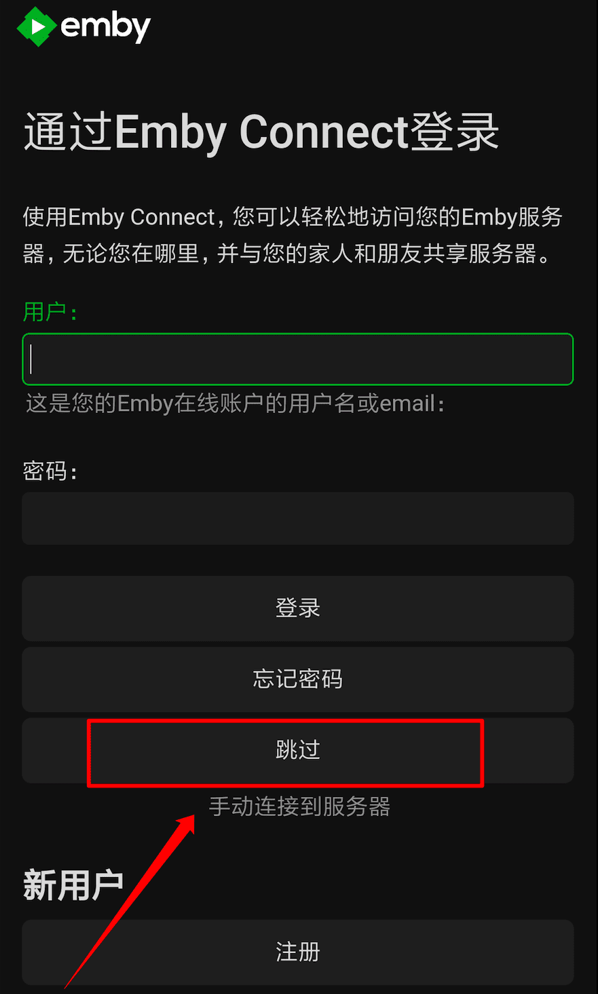 emby
通过Emby Connect登录
使用Emby Connect，您可以轻松地访问您的Emby服务
器，无论您在哪里，并与您的家人和朋友共享服务器。
用户：
这是您的Emby在线账户的用户名或email：
密码：
登录
忘记密码
跳过
手动连接到服务器
新用户
注册